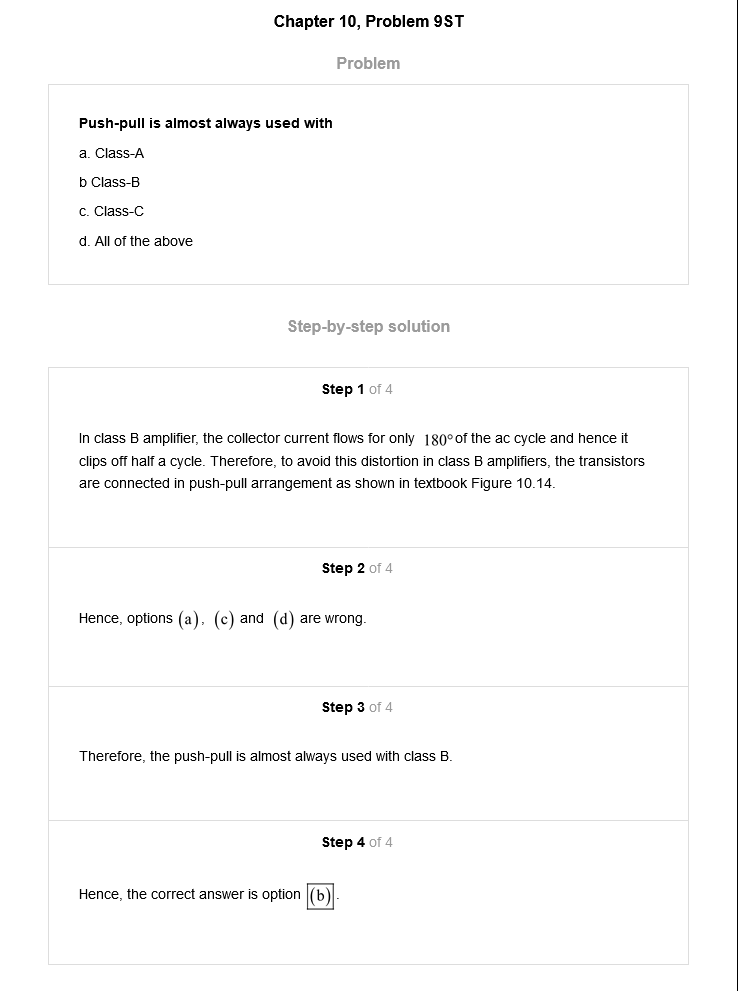 Chapter 10, Problem 9ST
Problem
Push-pull is almost always used with
a. Class-A
b Class-B
c. Class-C
d. All of the above
Step-by-step solution
Step 1 of 4
In class B amplifier, the collector current flows for only 180° of the ac cycle and hence it
clips off half a cycle. Therefore, to avoid this distortion in class B amplifiers, the transistors
are connected in push-pull arrangement as shown in textbook Figure 10.14.
Step 2 of 4
Hence, options (a), (c) and (d) are wrong.
Step 3 of 4
Therefore, the push-pull is almost always used with class B.
Step 4 of 4
Hence, the correct answer is option (b).